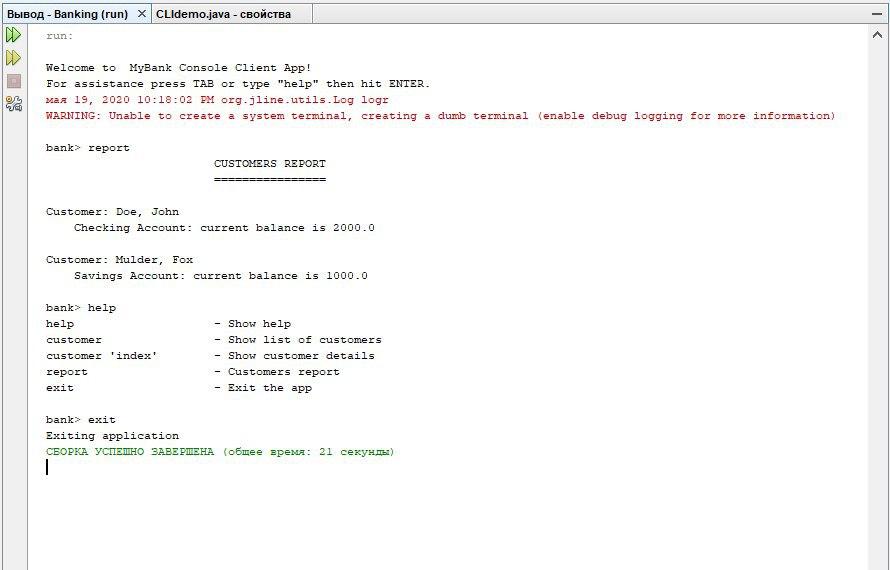 Вывод - Banking (run) CLIdemo.java - свойства
run:
Welcome to  MyBank Console Client App!
For assistance press TAB or type "help" then hit ENTER.
мая 19, 2020 10:18:02 PM org.jline.utils.Log logr
WARNING: Unable to create a system terminal, creating a dumb terminal (enable debug logging for more information)
bank> report
CUSTOMERS REPORT
================
Customer: Doe, John
Checking Account: current balance is 2000.0
Customer: Mulder, Fox
Savings Account: current balance is 1000.0
bank> help
help - Show help
customer - Show list of customers
customer 'index' - Show customer details
report - Customers report
exit - Exit the app
bank> exit
Exiting application
СБОРКА УСПЕШНО ЗАВЕРШЕНА (общее время: 21 секунды)